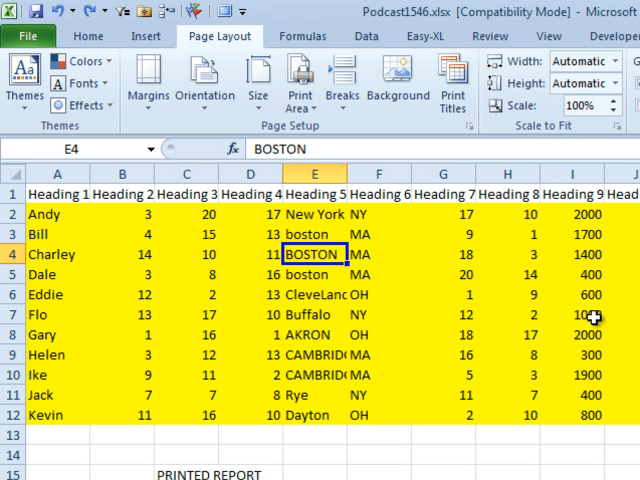 Podcast1546.xlsx [Compatibility Mode] - Microsoft
File Home Insert Page Layout Formulas Data Easy-XL Review View Developer
Aa Colors Margins Orientation Size Print Area Breaks Background Print Titles Width: Automatic
Themes Fonts Height: Automatic
Effects Scale: 100%
Themes Page Setup Scale to Fit
E4 fx BOSTON
A B C D E F G H I J
1 Heading 1 Heading 2 Heading 3 Heading 4 Heading 5 Heading 6 Heading 7 Heading 8 Heading 9 Head
2 Andy 3 20 17 New York NY 17 10 2000
3 Bill 4 15 13 boston MA 9 1 1700
4 Charley 14 10 11 BOSTON MA 18 3 1400
5 Dale 3 8 16 boston MA 20 14 400
6 Eddie 12 2 13 CleveLanc OH 1 9 600
7 Flo 13 17 10 Buffalo NY 12 2
8 Gary 1 16 1 AKRON OH 18 17 2000
9 Helen 3 12 13 CAMBRID MA 16 8 300
10 Ike 9 11 2 CAMBRID MA 5 3 1900
11 Jack 7 7 8 Rye NY 11 7 400
12 Kevin 11 16 10 Dayton OH 2 10 800
13
14
15 PRINTED REPORT